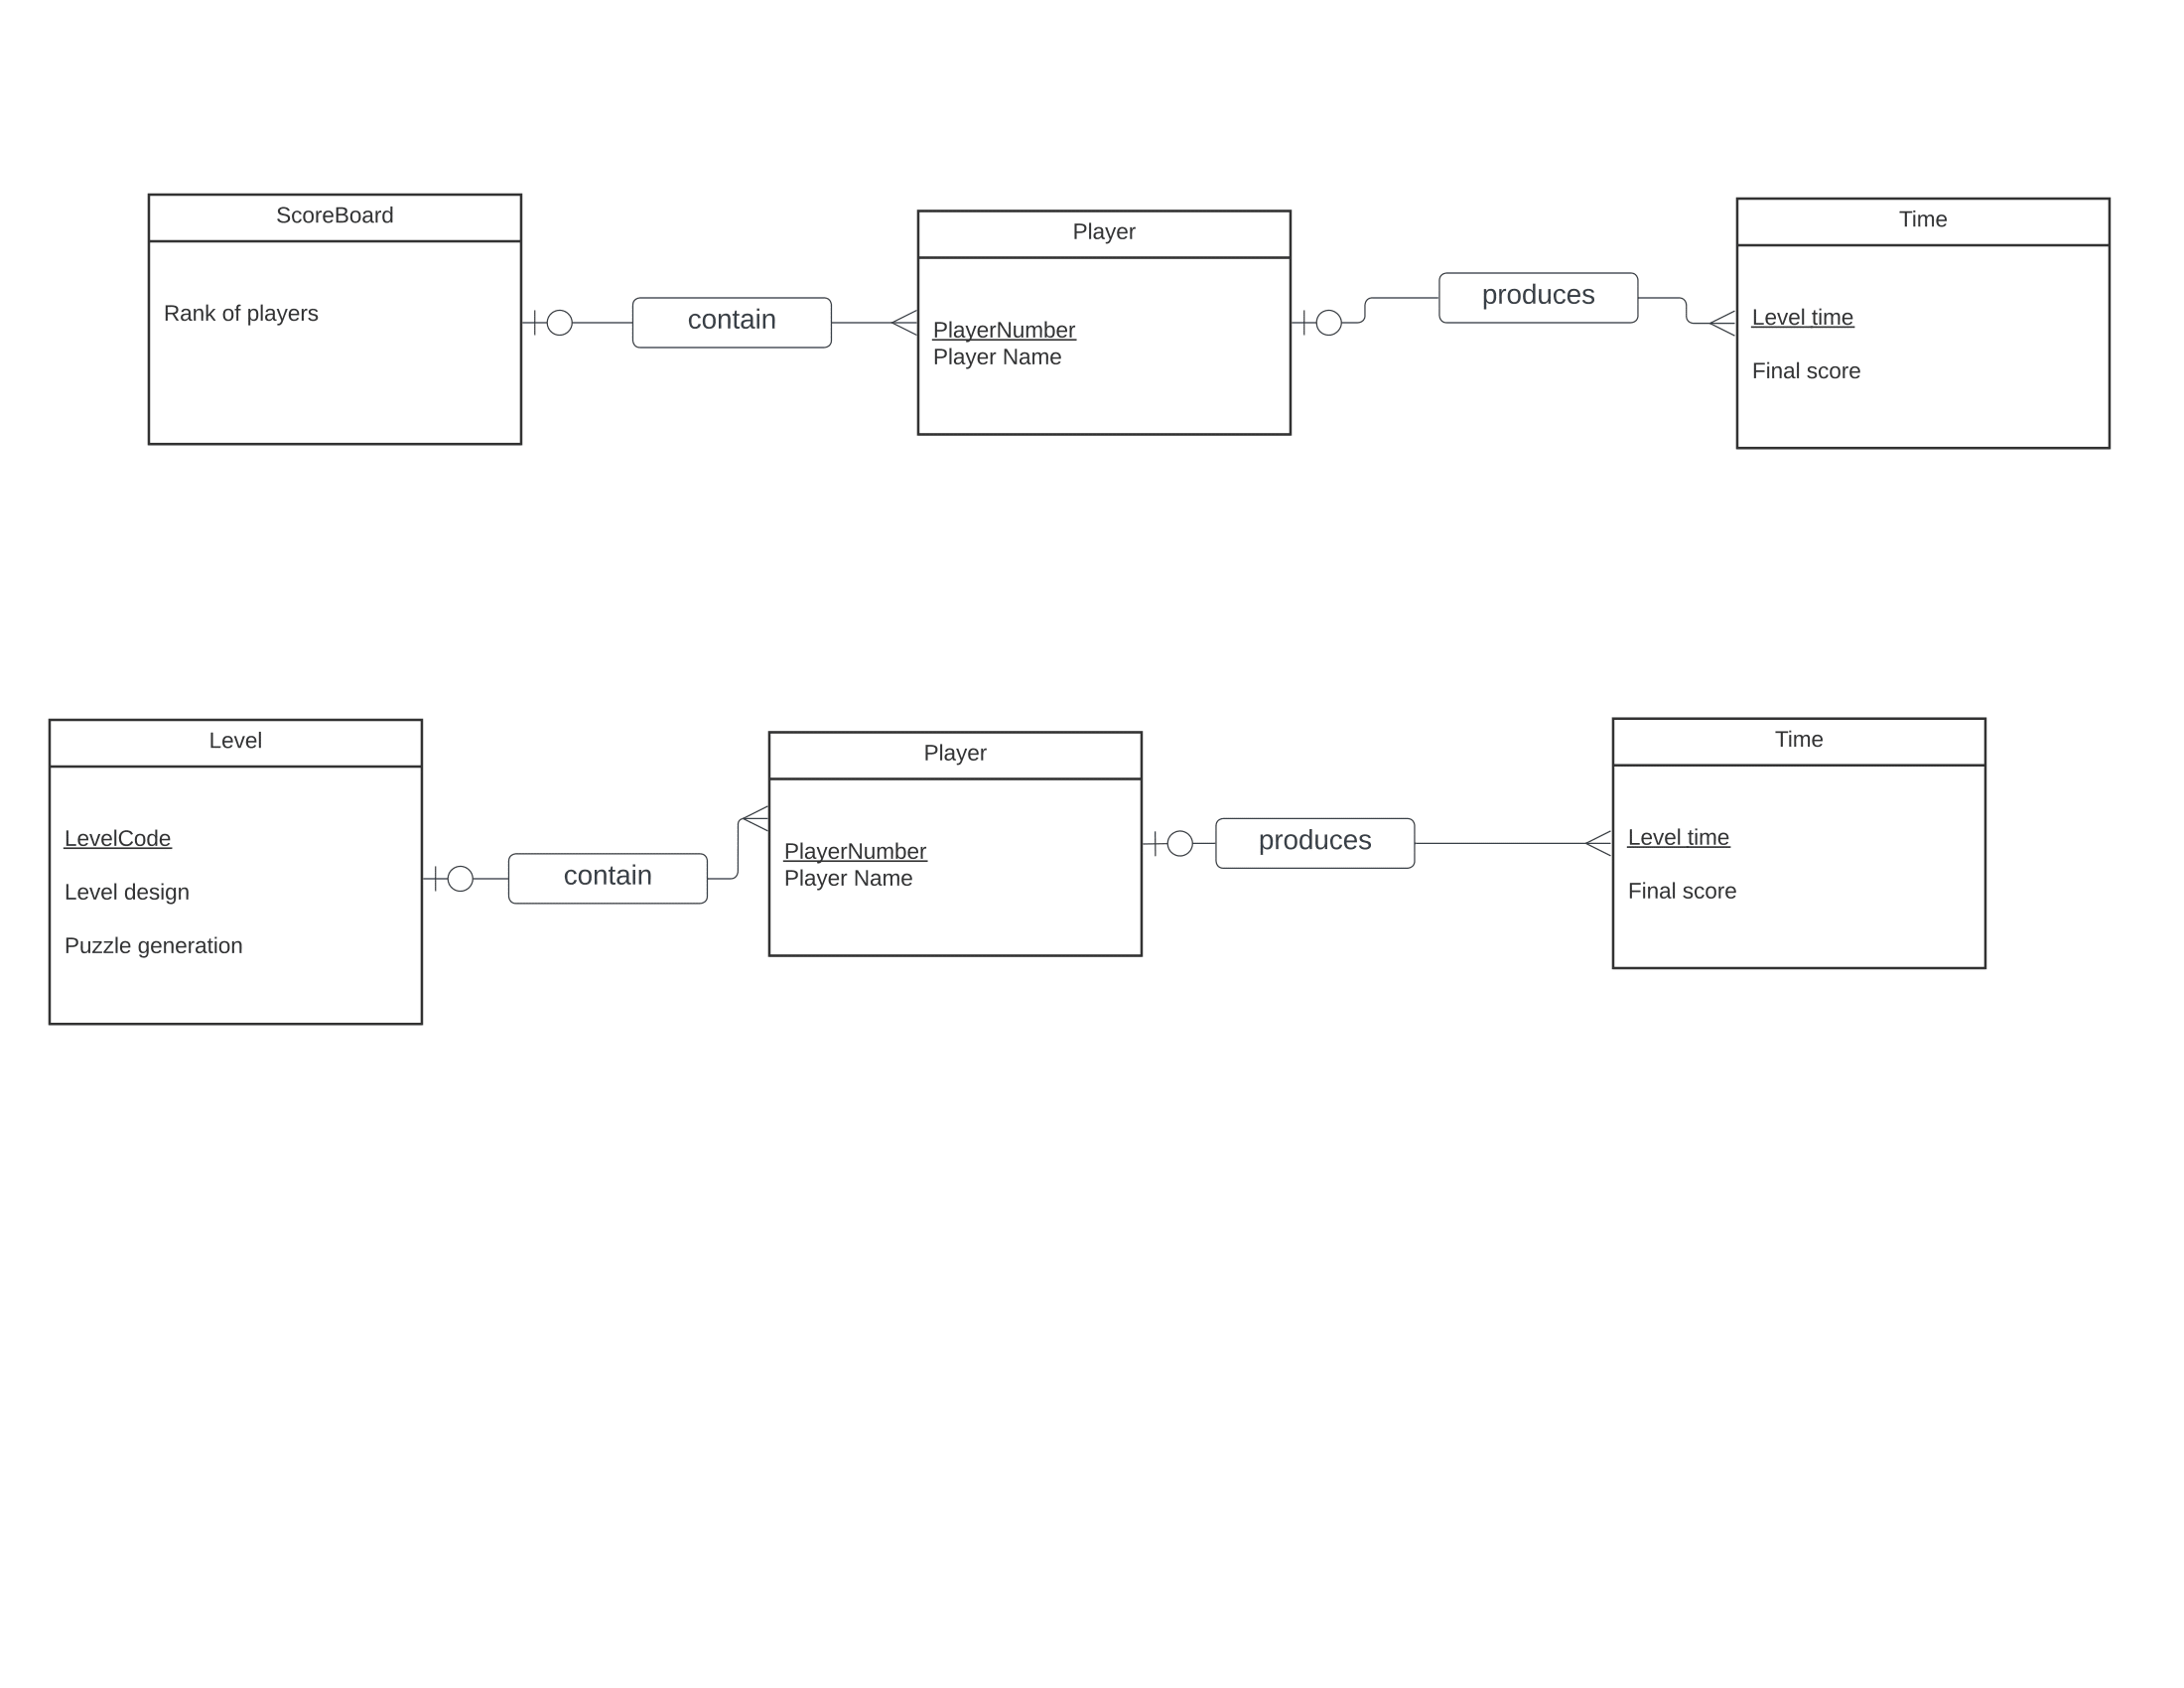 ScoreBoard
Rank of players
contain
Player
PlayerNumber
Player Name
produces
Time
Level time
Final score
Level
LevelCode
Level design
Puzzle generation
contain
Player
PlayerNumber
Player Name
produces
Time
Level time
Final score